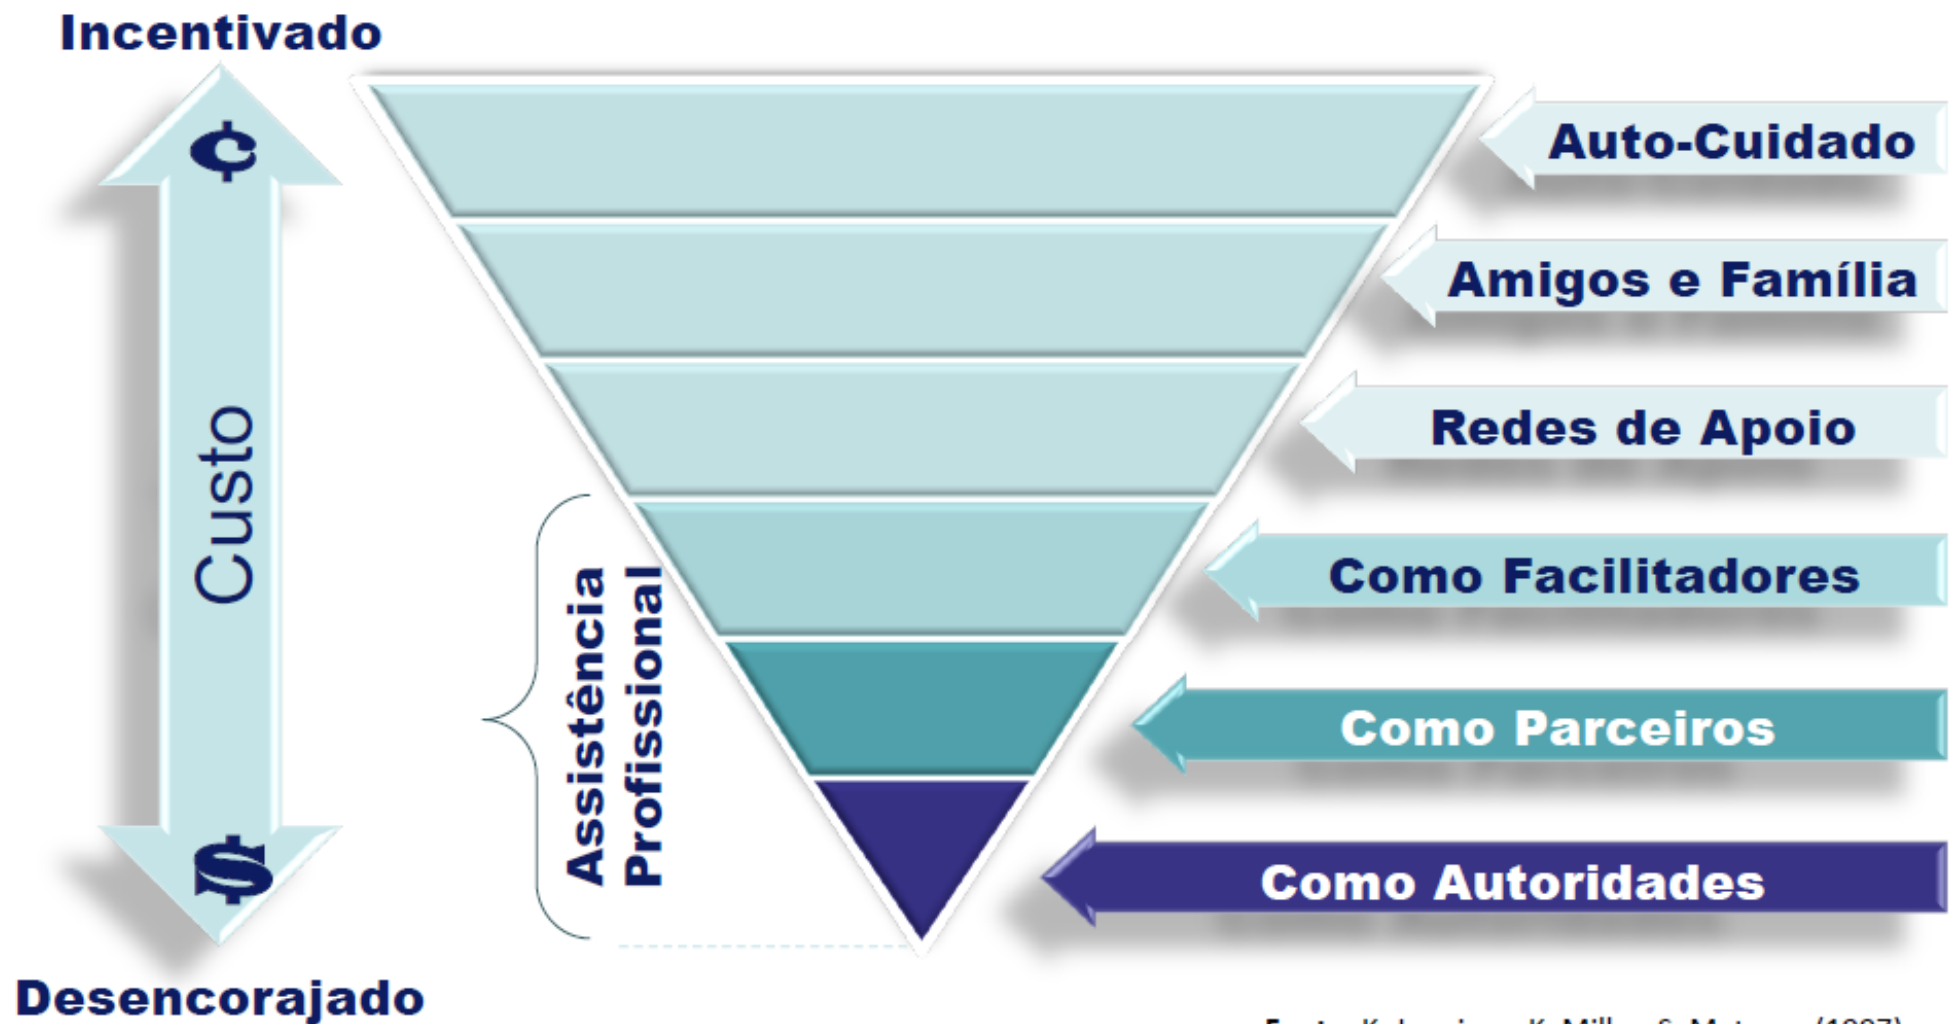 Incentivado
¢
Custo
$
Desencorajado
Assistência
Profissional
Auto-Cuidado
Amigos e Família
Redes de Apoio
Como Facilitadores
Como Parceiros
Como Autoridades